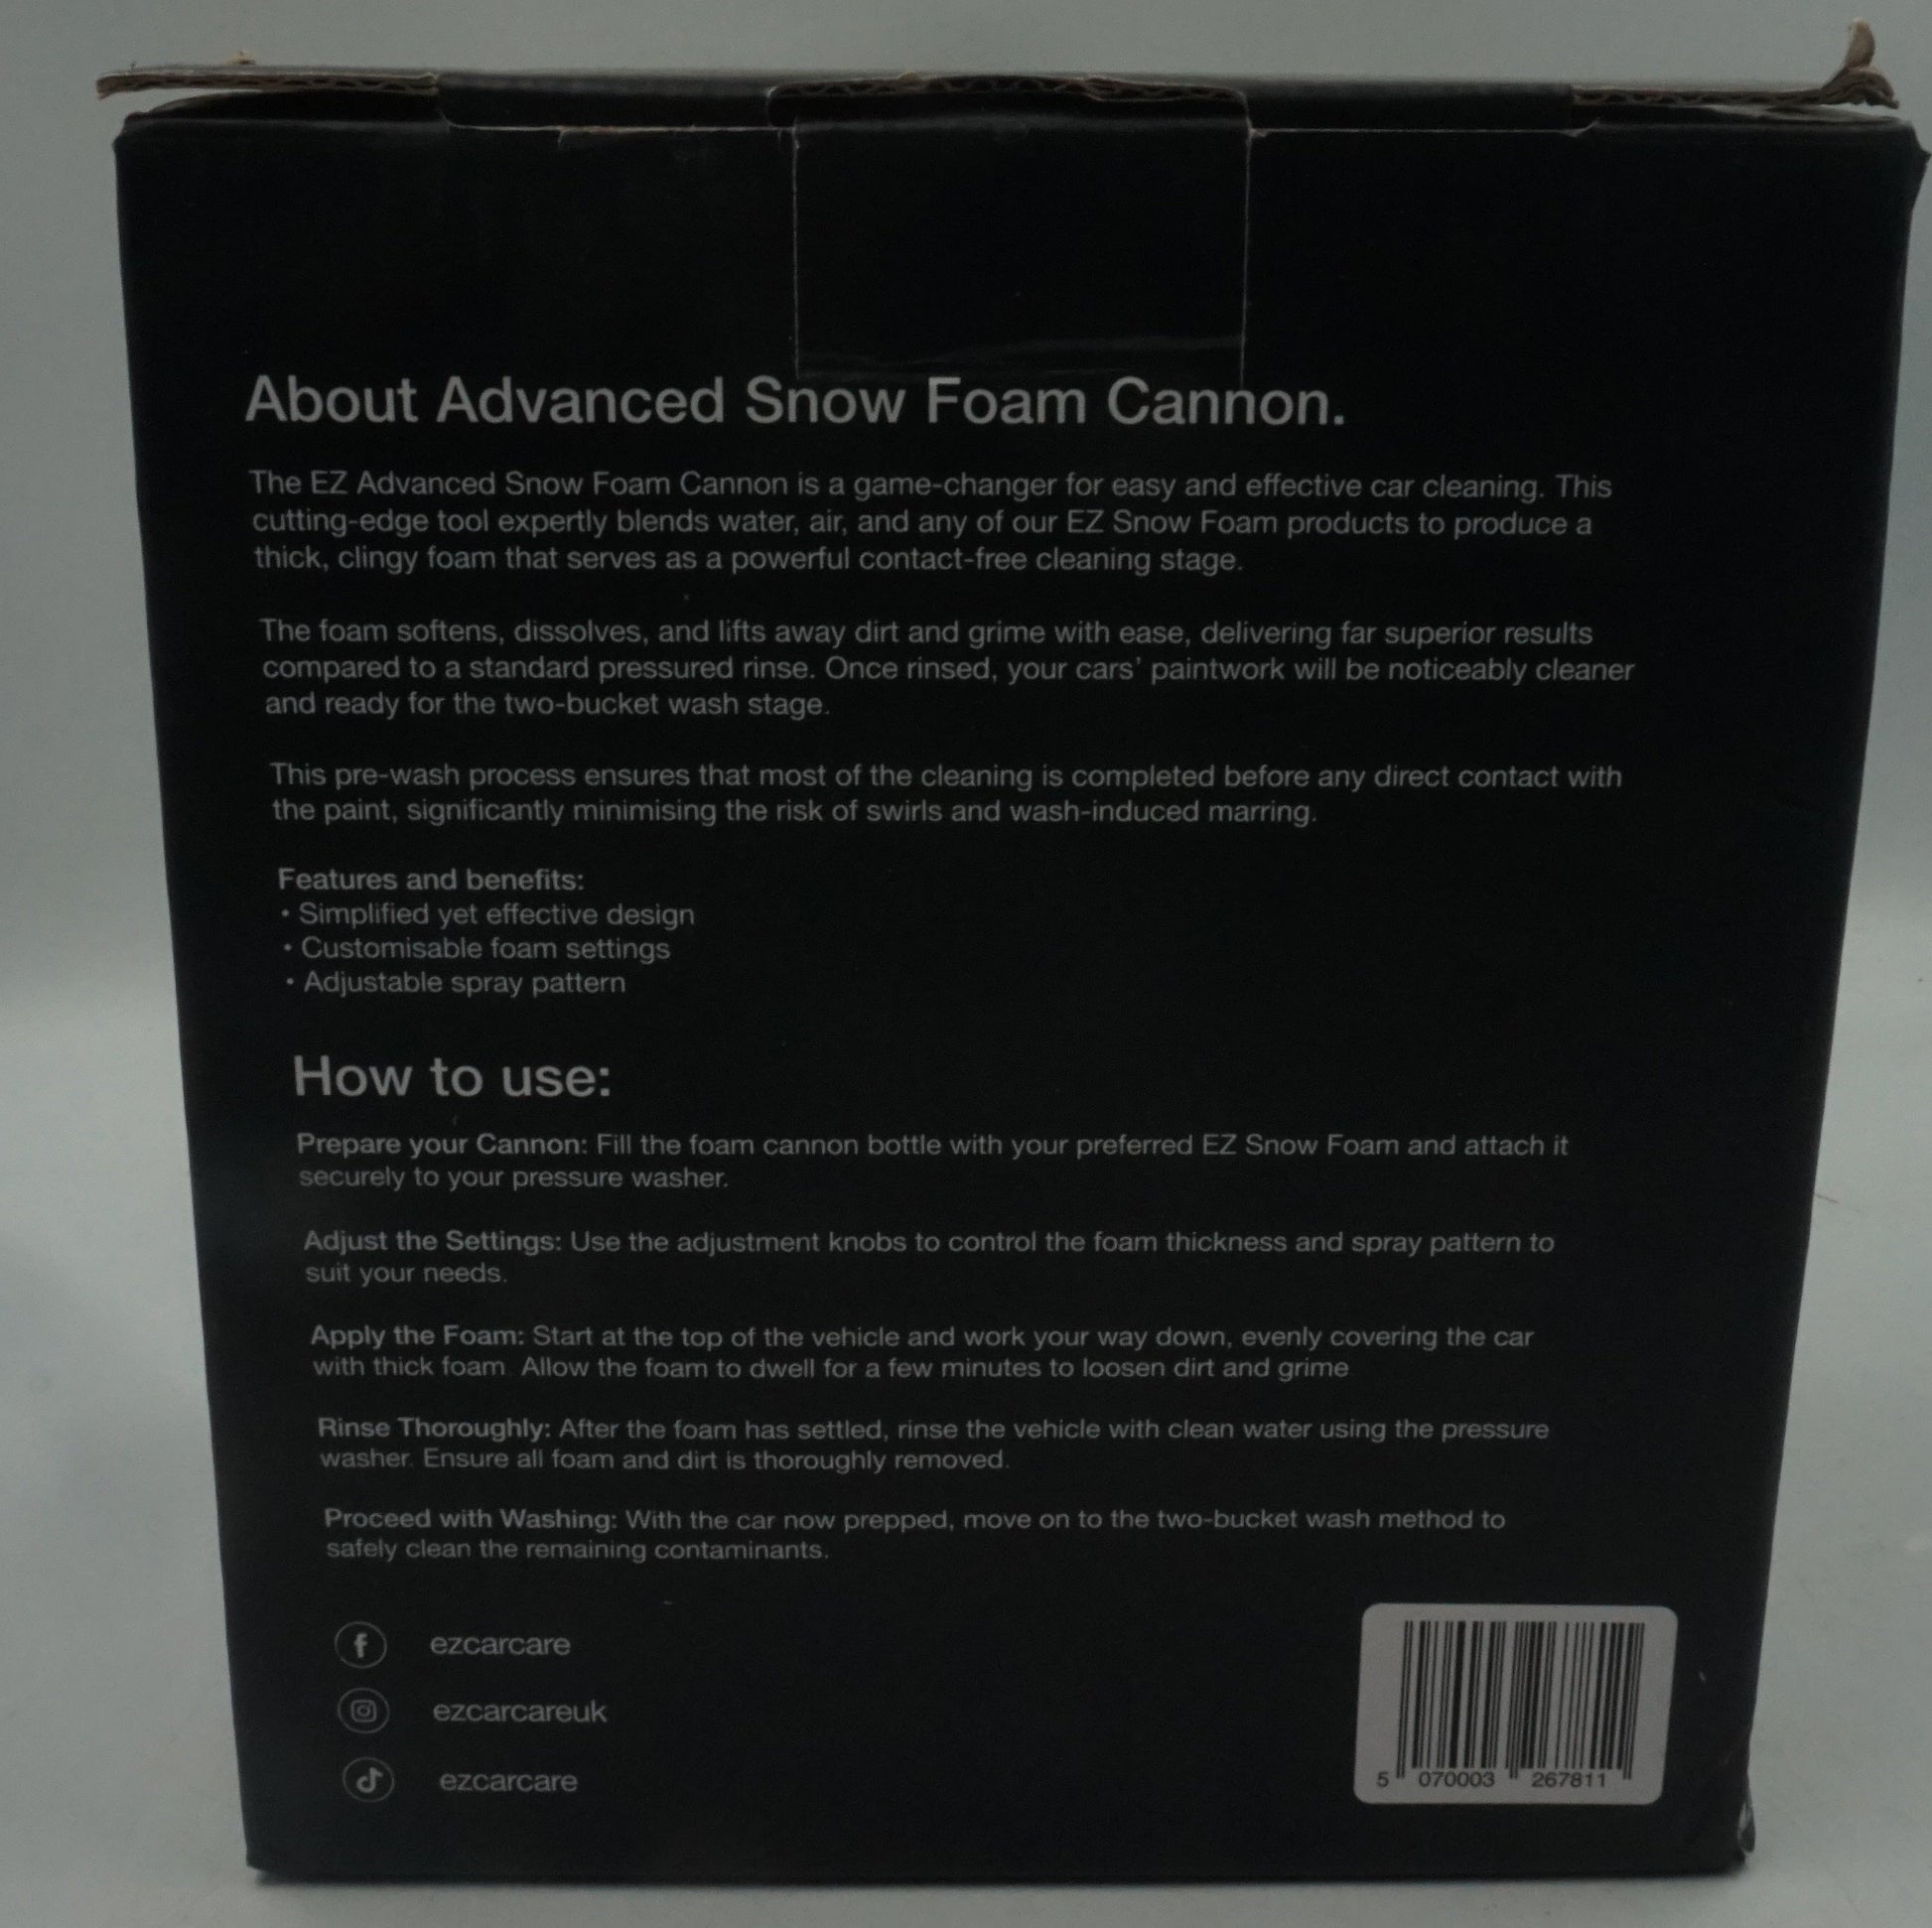 About Advanced Snow Foam Cannon.
The EZ Advanced Snow Foam Cannon is a game-changer for easy and effective car cleaning. This
cutting-edge tool expertly blends water, air, and any of our EZ Snow Foam products to produce a
thick, clingy foam that serves as a powerful contact-free cleaning stage.
The foam softens, dissolves, and lifts away dirt and grime with ease, delivering far superior results
compared to a standard pressured rinse. Once rinsed, your cars' paintwork will be noticeably cleaner
and ready for the two-bucket wash stage.
This pre-wash process ensures that most of the cleaning is completed before any direct contact with
the paint, significantly minimising the risk of swirls and wash-induced marring.
Features and benefits:
• Simplified yet effective design
• Customisable foam settings
• Adjustable spray pattern
How to use:
Prepare your Cannon: Fill the foam cannon bottle with your preferred EZ Snow Foam and attach it
securely to your pressure washer.
Adjust the Settings: Use the adjustment knobs to control the foam thickness and spray pattern to
suit your needs.
Apply the Foam: Start at the top of the vehicle and work your way down, evenly covering the car
with thick foam. Allow the foam to dwell for a few minutes to loosen dirt and grime
Rinse Thoroughly: After the foam has settled, rinse the vehicle with clean water using the pressure
washer. Ensure all foam and dirt is thoroughly removed.
Proceed with Washing: With the car now prepped, move on to the two-bucket wash method to
safely clean the remaining contaminants.
ezcarcare
ezcarcareuk
ezcarcare
5 070003 267811